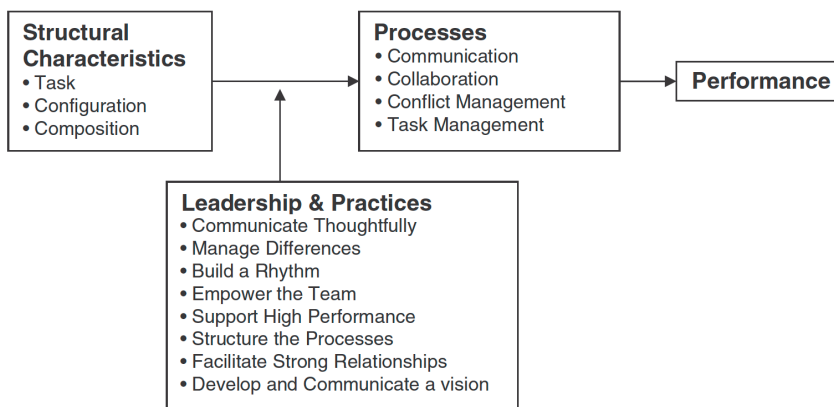 Structural
Characteristics
• Task
• Configuration
• Composition
Processes
• Communication
• Collaboration
• Conflict Management
• Task Management
Performance
Leadership & Practices
• Communicate Thoughtfully
• Manage Differences
• Build a Rhythm
• Empower the Team
• Support High Performance
• Structure the Processes
• Facilitate Strong Relationships
• Develop and Communicate a vision